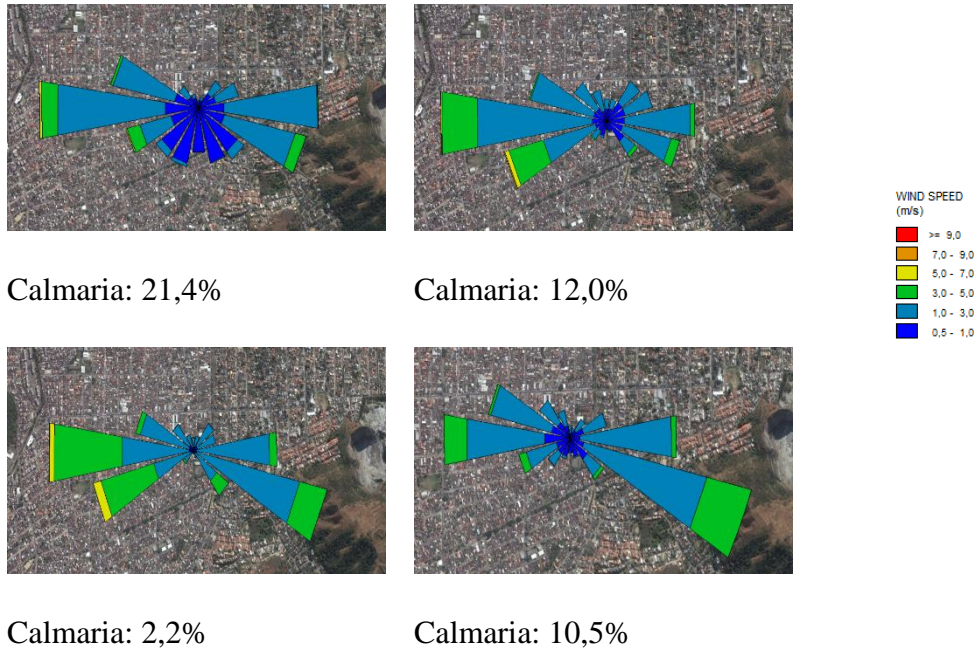 Calmaria: 21,4%
Calmaria: 12,0%
WIND SPEED
(m/s)
>= 9,0
7,0 - 9,0
5,0 - 7,0
3,0 - 5,0
1,0 - 3,0
0,5 - 1,0
Calmaria: 2,2%
Calmaria: 10,5%